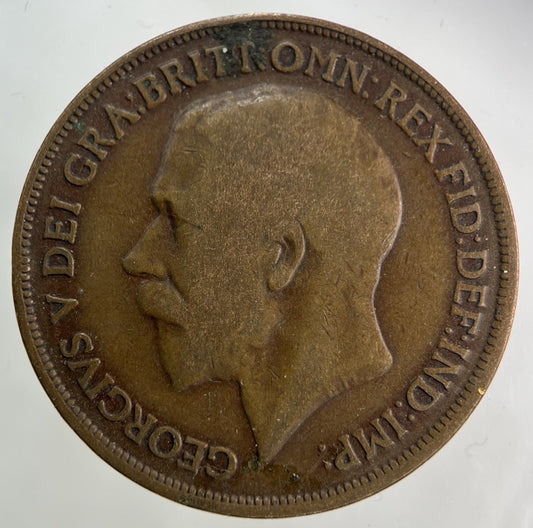 GEORGIVS V DEI GRA: BRITT: OMN: REX FID: DEF: IND: IMP: